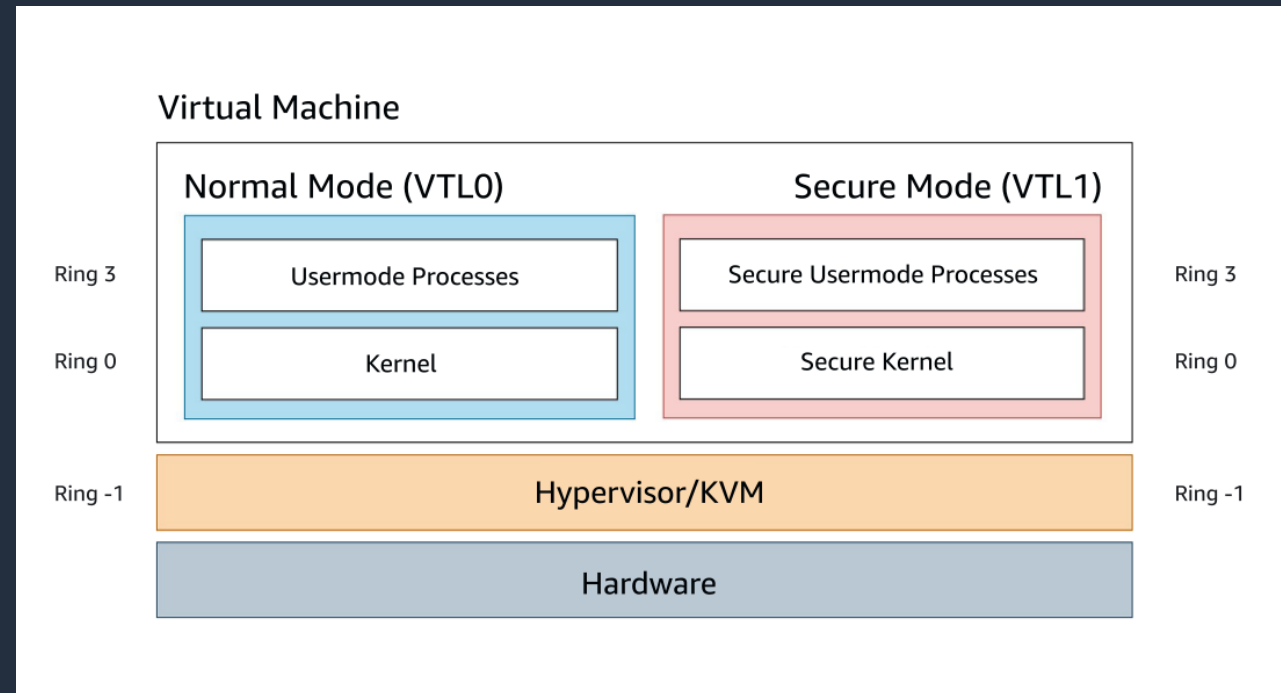 Virtual Machine
Normal Mode (VTL0)
Secure Mode (VTL1)
Ring 3
Usermode Processes
Secure Usermode Processes
Ring 3
Ring 0
Kernel
Secure Kernel
Ring 0
Ring -1
Hypervisor/KVM
Ring -1
Hardware